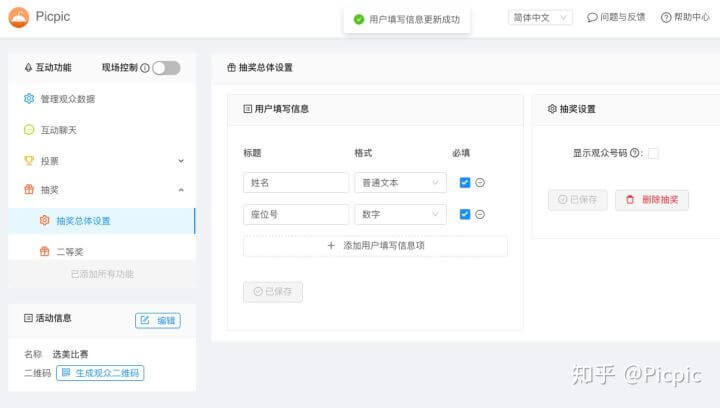 Picpic
用户填写信息更新成功
简体中文
问题与反馈
帮助中心
互动功能
现场控制
管理观众数据
互动聊天
投票
抽奖
抽奖总体设置
二等奖
已添加所有功能
活动信息
编辑
名称 选美比赛
二维码 生成观众二维码
抽奖总体设置
用户填写信息
标题 格式 必填
姓名 普通文本
座位号 数字
+ 添加用户填写信息项
已保存
抽奖设置
显示观众号码 :
已保存 删除抽奖
知乎 @Picpic